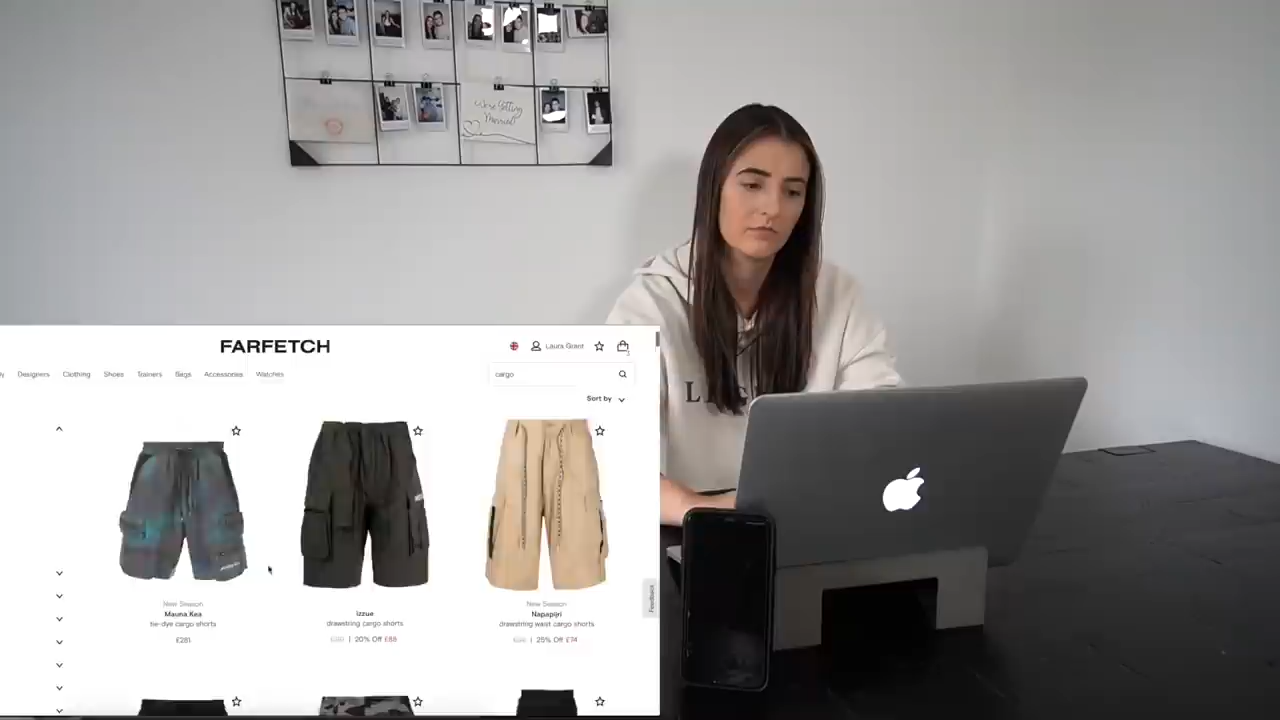 We're Getting
Married
FARFETCH
Laura Grant
Designers
Clothing
Shoes
Trainers
Bags
Accessories
Watches
cargo
Sort by
New Season
Mauna Kea
tie-dye cargo shorts
£281
izzue
drawstring cargo shorts
| 20% Off £88
New Season
Napapijri
drawstring waist cargo shorts
| 25% Off £74
Feedback